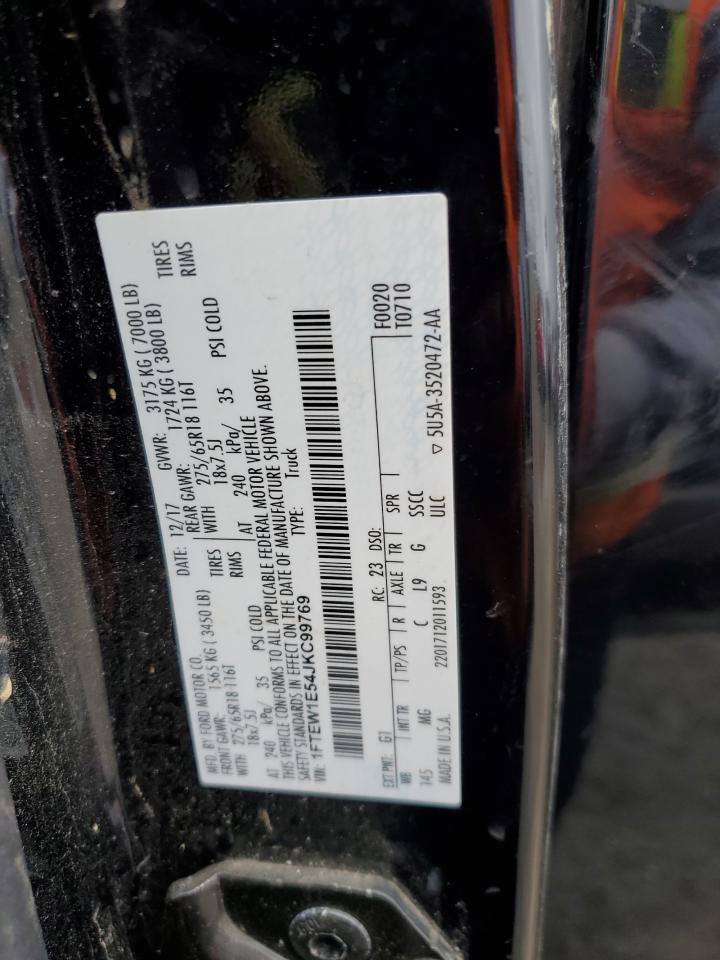 MFD. BY FORD MOTOR CO. DATE: 12/17 GVWR: 3175 KG ( 7000 LB)
FRONT GAWR: 1565 KG ( 3450 LB) REAR GAWR: 1724 KG ( 3800 LB)
WITH 275/65R18 116T TIRES WITH 275/65R18 116T TIRES
18x7.5J RIMS 18x7.5J RIMS
AT 240 kPa/ 35 PSI COLD AT 240 kPa/ 35 PSI COLD
THIS VEHICLE CONFORMS TO ALL APPLICABLE FEDERAL MOTOR VEHICLE
SAFETY STANDARDS IN EFFECT ON THE DATE OF MANUFACTURE SHOWN ABOVE.
VIN: 1FTEW1E54JKC99769 TYPE: Truck
EXT PNT: G1 RC: 23 DSO: F0020
WB INT TR TP/PS R AXLE TR SPR T0710
145 MG C L9 G SSCC
MADE IN U.S.A. 2201711201159​3 ULC ▽ 5U5A-3520472-AA